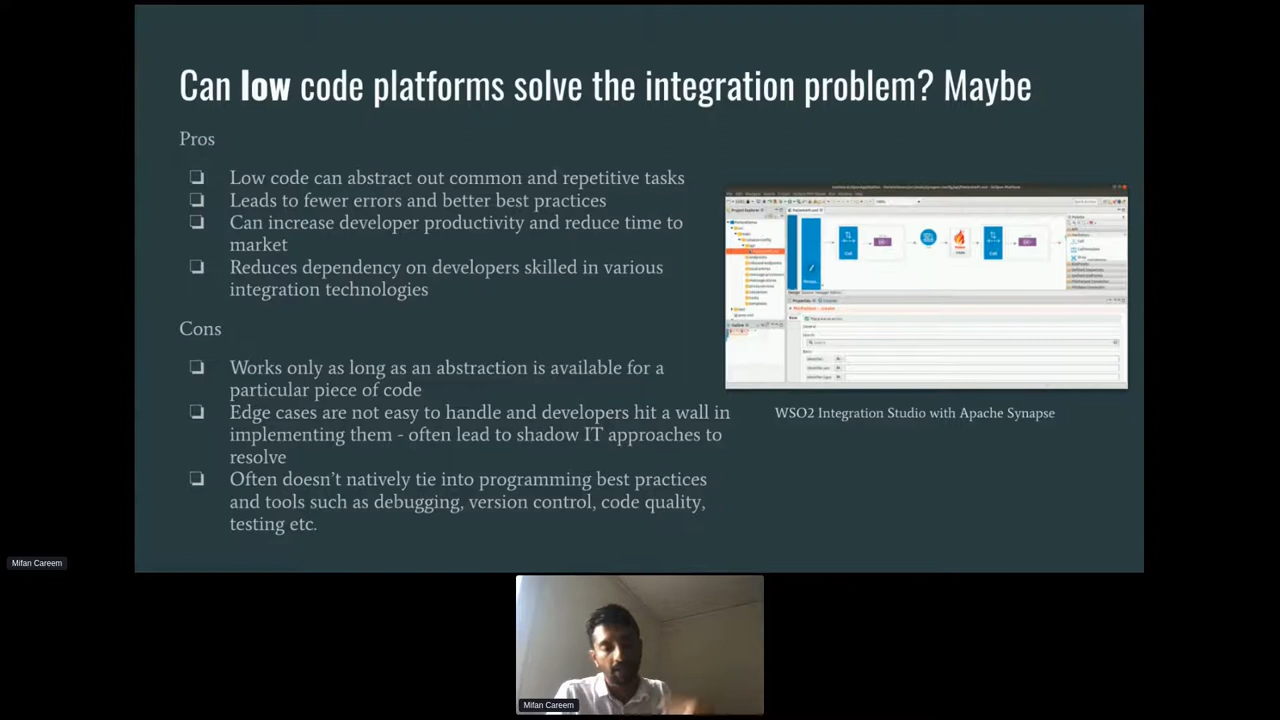 Can low code platforms solve the integration problem? Maybe
Pros
Low code can abstract out common and repetitive tasks
Leads to fewer errors and better best practices
Can increase developer productivity and reduce time to
market
Reduces dependency on developers skilled in various
integration technologies
Cons
Works only as long as an abstraction is available for a
particular piece of code
Edge cases are not easy to handle and developers hit a wall in
implementing them - often lead to shadow IT approaches to
resolve
Often doesn't natively tie into programming best practices
and tools such as debugging, version control, code quality,
testing etc.
WSO2 Integration Studio with Apache Synapse
Mifan Careem
Mifan Careem